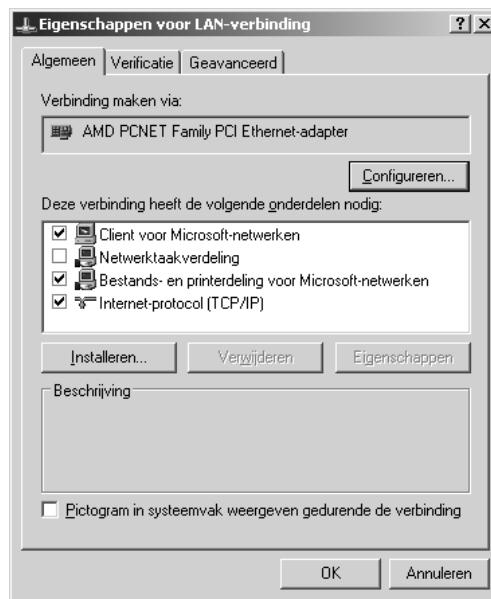 Eigenschappen voor LAN-verbinding
Algemeen Verificatie Geavanceerd
Verbinding maken via:
AMD PCNET Family PCI Ethernet-adapter
Configureren...
Deze verbinding heeft de volgende onderdelen nodig:
Client voor Microsoft-netwerken
Netwerktaakverdeling
Bestands- en printerdeling voor Microsoft-netwerken
Internet-protocol (TCP/IP)
Installeren... Verwijderen Eigenschappen
Beschrijving
Pictogram in systeemvak weergeven gedurende de verbinding
OK Annuleren